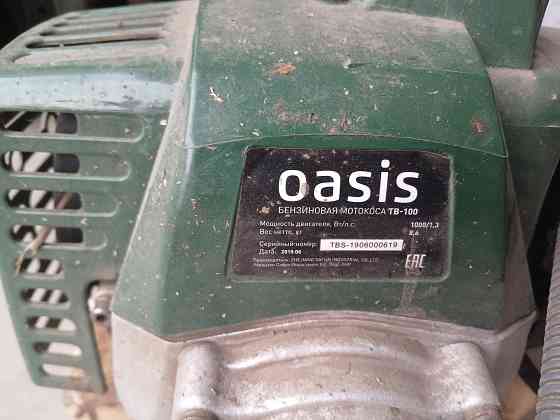 oasis
БЕНЗИНОВАЯ МОТОКОСА ТВ-100
Мощность двигателя, Вт/л.с. 1000/1,3
Вес нетто, кг
Серийный номер: TBS-1906000619
Дата: 2019.06
EAC